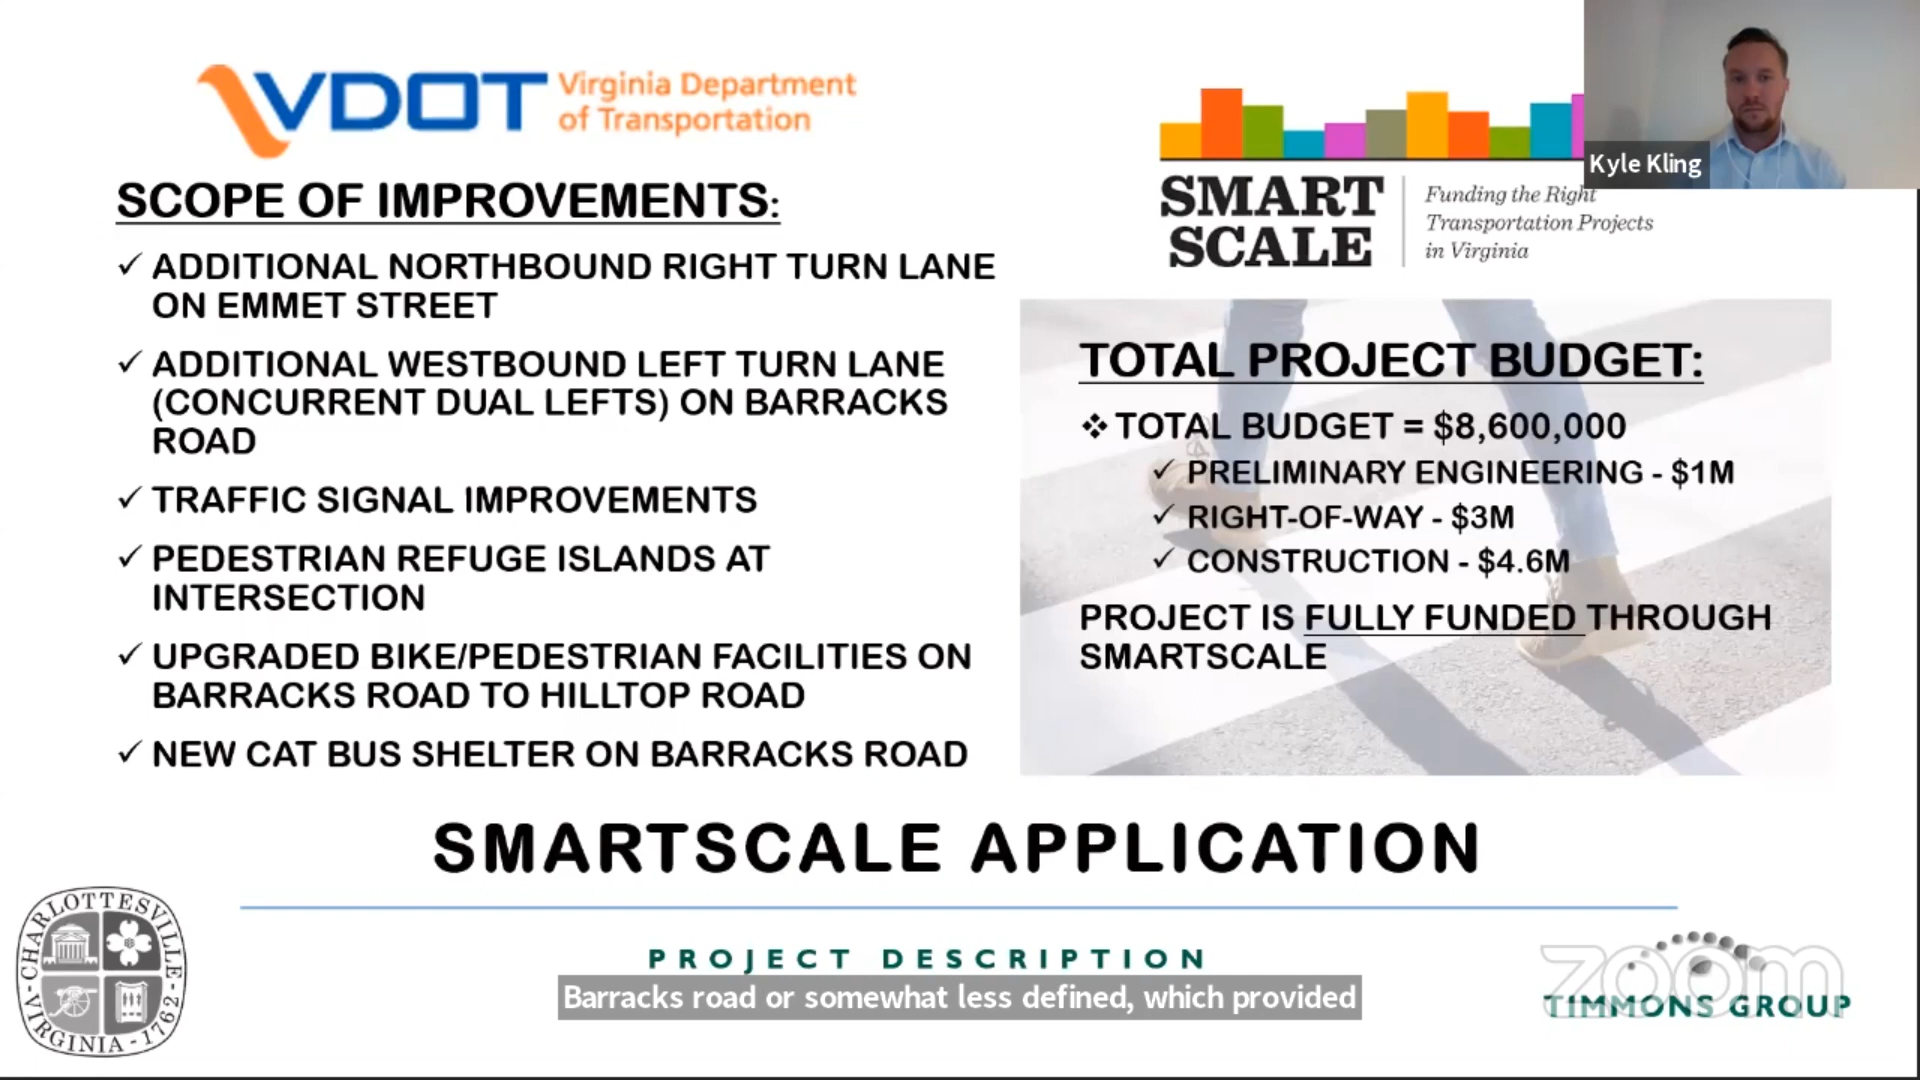 VDOT Virginia Department
of Transportation
SMART
SCALE
Funding the Right
Transportation Projects
in Virginia
Kyle Kling
SCOPE OF IMPROVEMENTS:
✓ ADDITIONAL NORTHBOUND RIGHT TURN LANE
ON EMMET STREET
✓ ADDITIONAL WESTBOUND LEFT TURN LANE
(CONCURRENT DUAL LEFTS) ON BARRACKS
ROAD
✓ TRAFFIC SIGNAL IMPROVEMENTS
✓ PEDESTRIAN REFUGE ISLANDS AT
INTERSECTION
✓ UPGRADED BIKE/PEDESTRIAN FACILITIES ON
BARRACKS ROAD TO HILLTOP ROAD
✓ NEW CAT BUS SHELTER ON BARRACKS ROAD
TOTAL PROJECT BUDGET:
❖ TOTAL BUDGET = $8,600,000
✓ PRELIMINARY ENGINEERING - $1M
✓ RIGHT-OF-WAY - $3M
✓ CONSTRUCTION - $4.6M
PROJECT IS FULLY FUNDED THROUGH
SMARTSCALE
SMARTSCALE APPLICATION
PROJECT DESCRIPTION
Barracks road or somewhat less defined, which provided
CHARLOTTESVILLE
VIRGINIA - 1762
zoom
TIMMONS GROUP